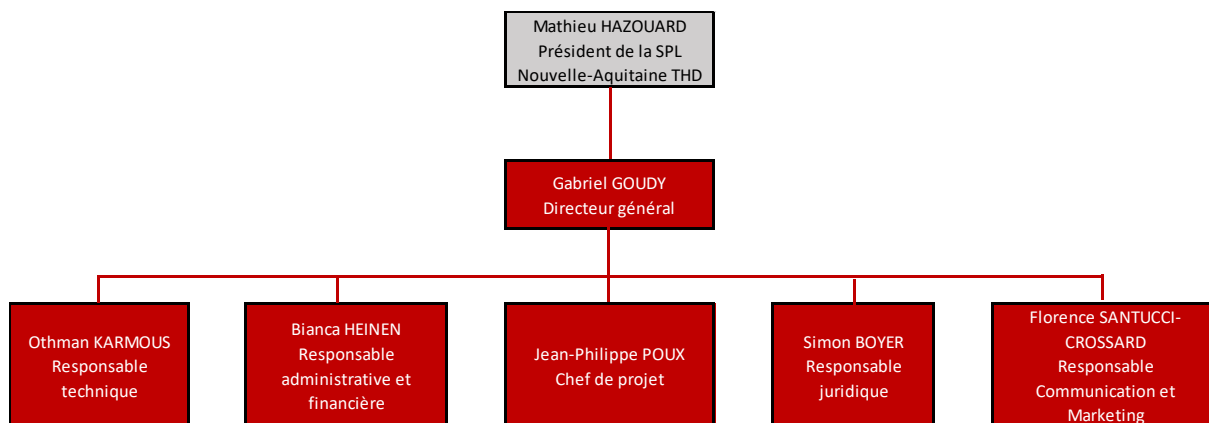 Mathieu HAZOUARD
Président de la SPL
Nouvelle-Aquitaine THD
Gabriel GOUDY
Directeur général
Othman KARMOUS
Responsable
technique
Bianca HEINEN
Responsable
administrative et
financière
Jean-Philippe POUX
Chef de projet
Simon BOYER
Responsable
juridique
Florence SANTUCCI-
CROSSARD
Responsable
Communication et
Marketing